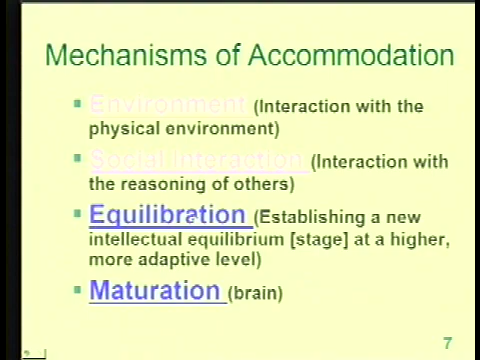 Mechanisms of Accommodation
Environment (Interaction with the
physical environment)
Social Interaction (Interaction with
the reasoning of others)
Equilibration (Establishing a new
intellectual equilibrium [stage] at a higher,
more adaptive level)
Maturation (brain)
7